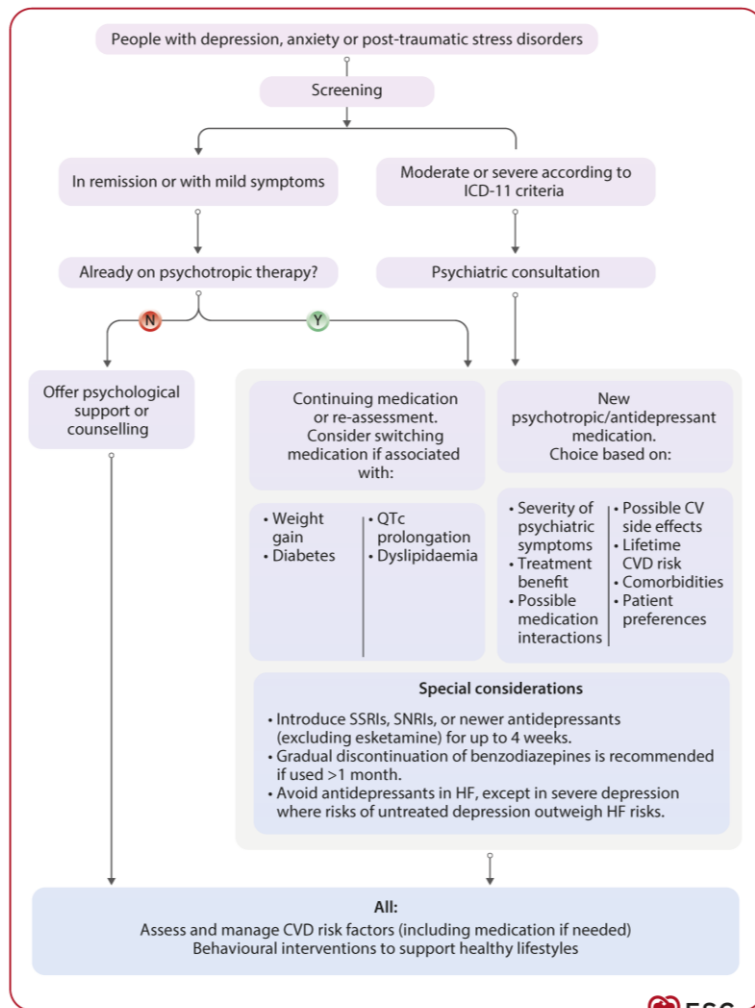 People with depression, anxiety or post-traumatic stress disorders
Screening
In remission or with mild symptoms
Moderate or severe according to
ICD-11 criteria
Already on psychotropic therapy?
Psychiatric consultation
N
Y
Offer psychological
support or
counselling
Continuing medication
or re-assessment.
Consider switching
medication if associated
with:
• Weight
gain
• Diabetes
• QTc
prolongation
• Dyslipidaemia
New
psychotropic/antidepressant
medication.
Choice based on:
• Severity of
psychiatric
symptoms
• Treatment
benefit
• Possible
medication
interactions
• Possible CV
side effects
• Lifetime
CVD risk
• Comorbidities
• Patient
preferences
Special considerations
• Introduce SSRIs, SNRIs, or newer antidepressants
(excluding esketamine) for up to 4 weeks.
• Gradual discontinuation of benzodiazepines is recommended
if used >1 month.
• Avoid antidepressants in HF, except in severe depression
where risks of untreated depression outweigh HF risks.
All:
Assess and manage CVD risk factors (including medication if needed)
Behavioural interventions to support healthy lifestyles
ESC